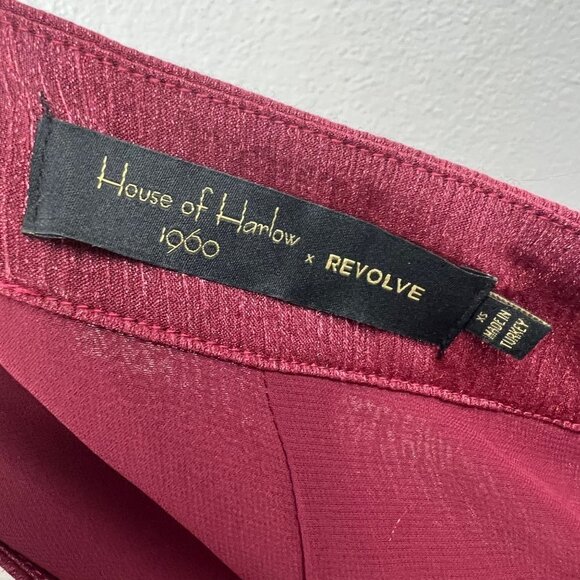 House of Harlow
1960 x REVOLVE
XS
MADE IN
TURKEY